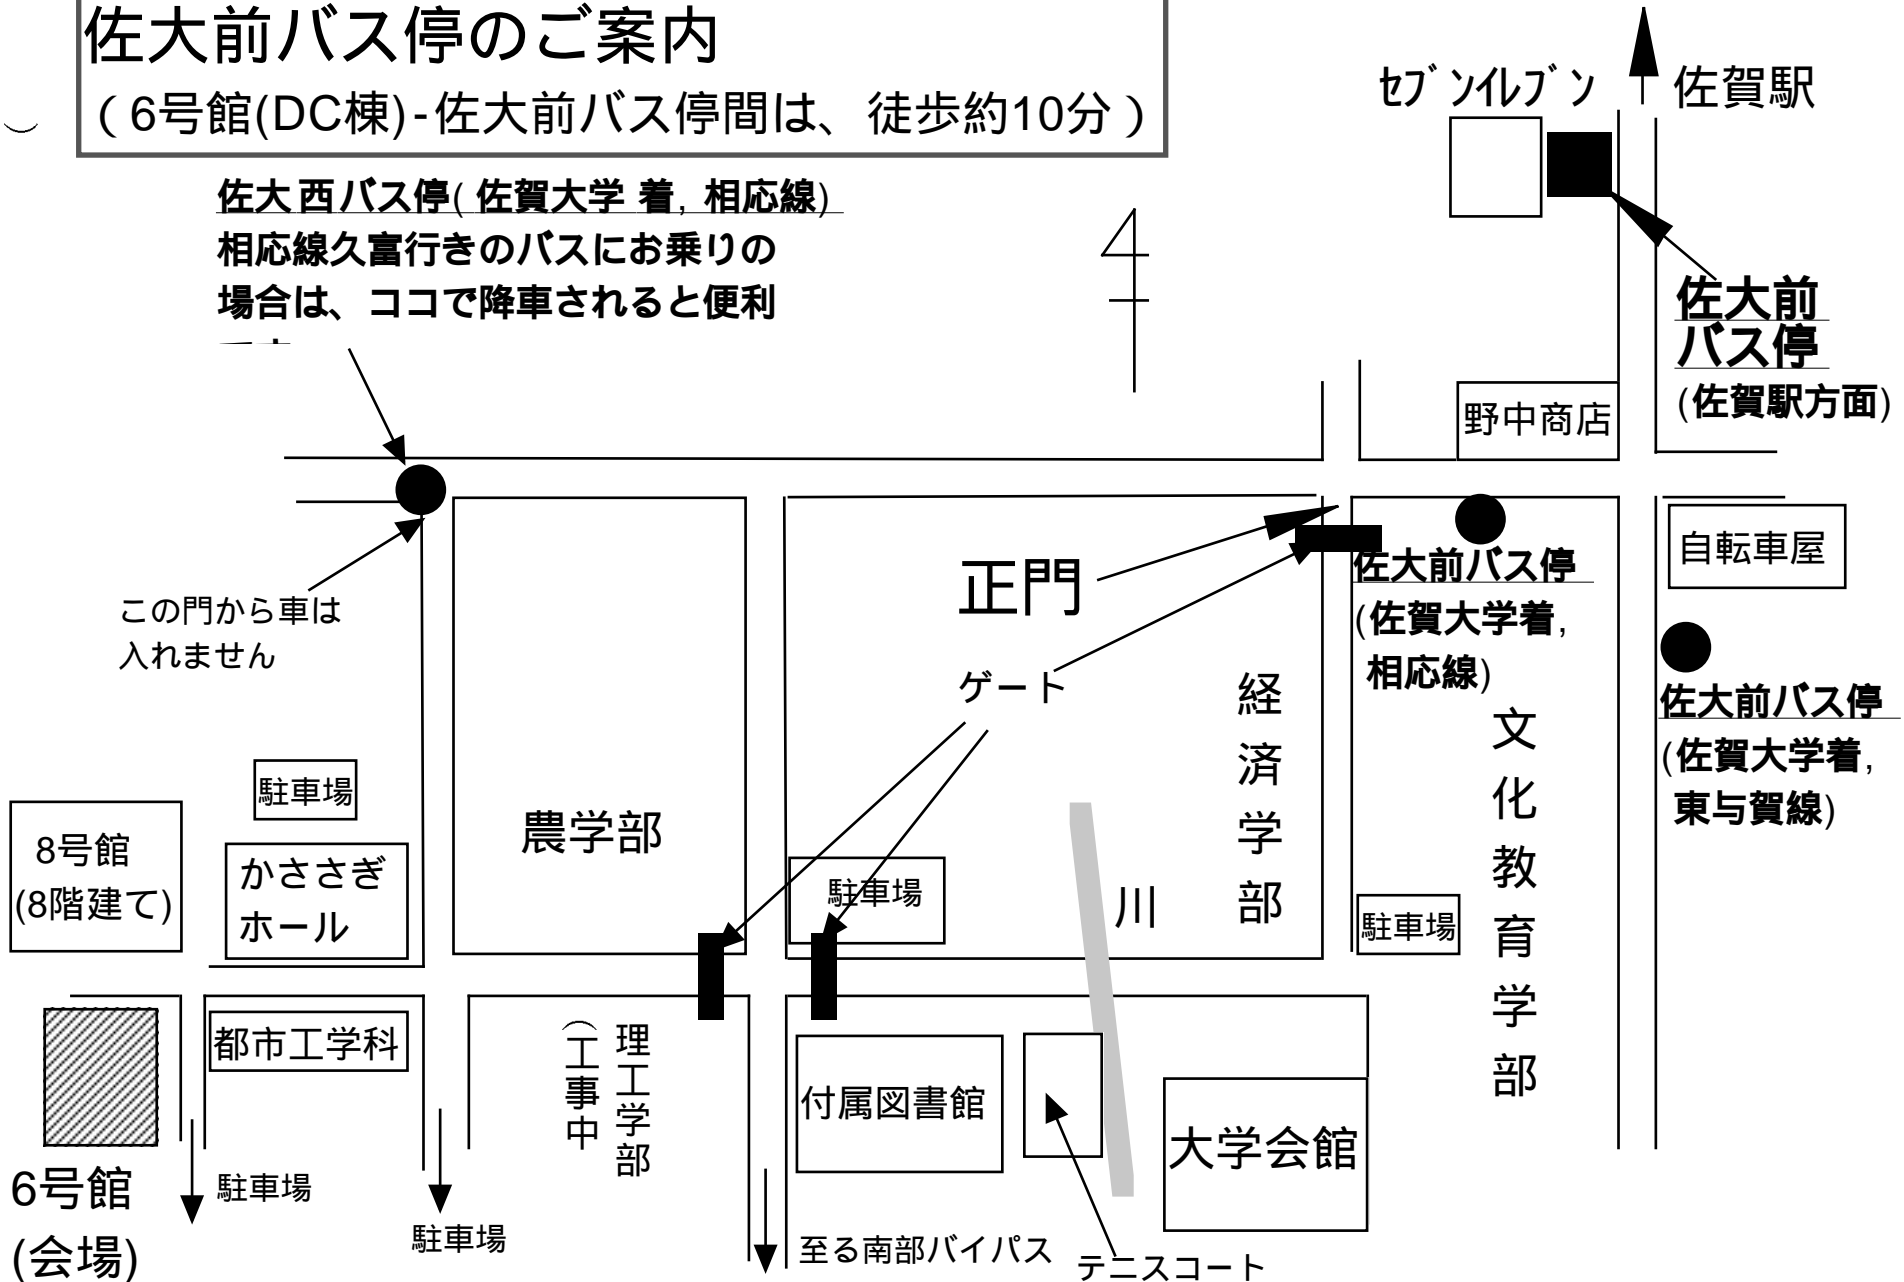 佐大前バス停のご案内
（6号館(DC棟)-佐大前バス停間は、徒歩約10分）
）
セブンイレブン
佐賀駅
佐大西バス停(佐賀大学 着, 相応線)
相応線久富行きのバスにお乗りの
場合は、ココで降車されると便利
佐大前
バス停
(佐賀駅方面)
野中商店
自転車屋
正門
佐大前バス停
(佐賀大学着,
相応線)
この門から車は
入れません
ゲート
佐大前バス停
(佐賀大学着,
東与賀線)
経済学部
文化教育学部
駐車場
8号館
(8階建て)
かささぎ
ホール
農学部
駐車場
川
駐車場
都市工学科
理工学部
（工事中
付属図書館
大学会館
6号館
(会場)
駐車場
駐車場
至る南部バイパス
テニスコート